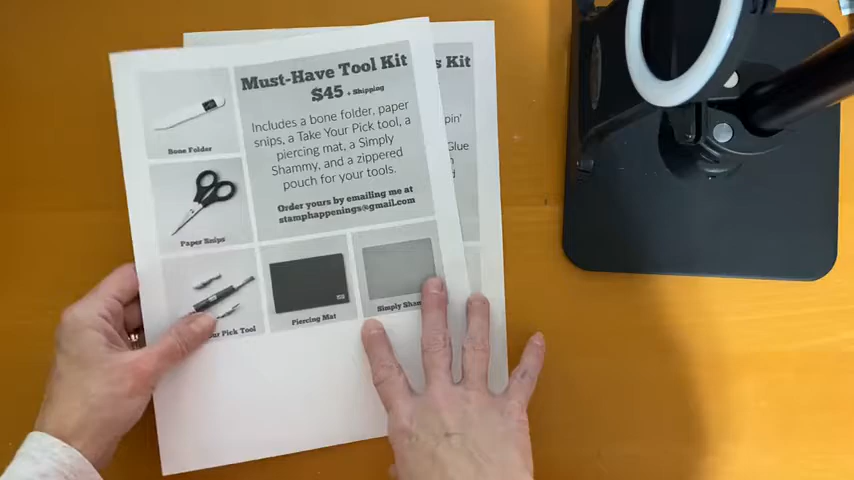 Must-Have Tool Kit
$45 + Shipping
Includes a bone folder, paper
snips, a Take Your Pick tool, a
piercing mat, a Simply
Shammy, and a zippered
pouch for your tools.
Order yours by emailing me at
stamphappenings@gmail.com
Bone Folder
Paper Snips
Pick Tool
Piercing Mat
Simply
Kit
pin'
Glue